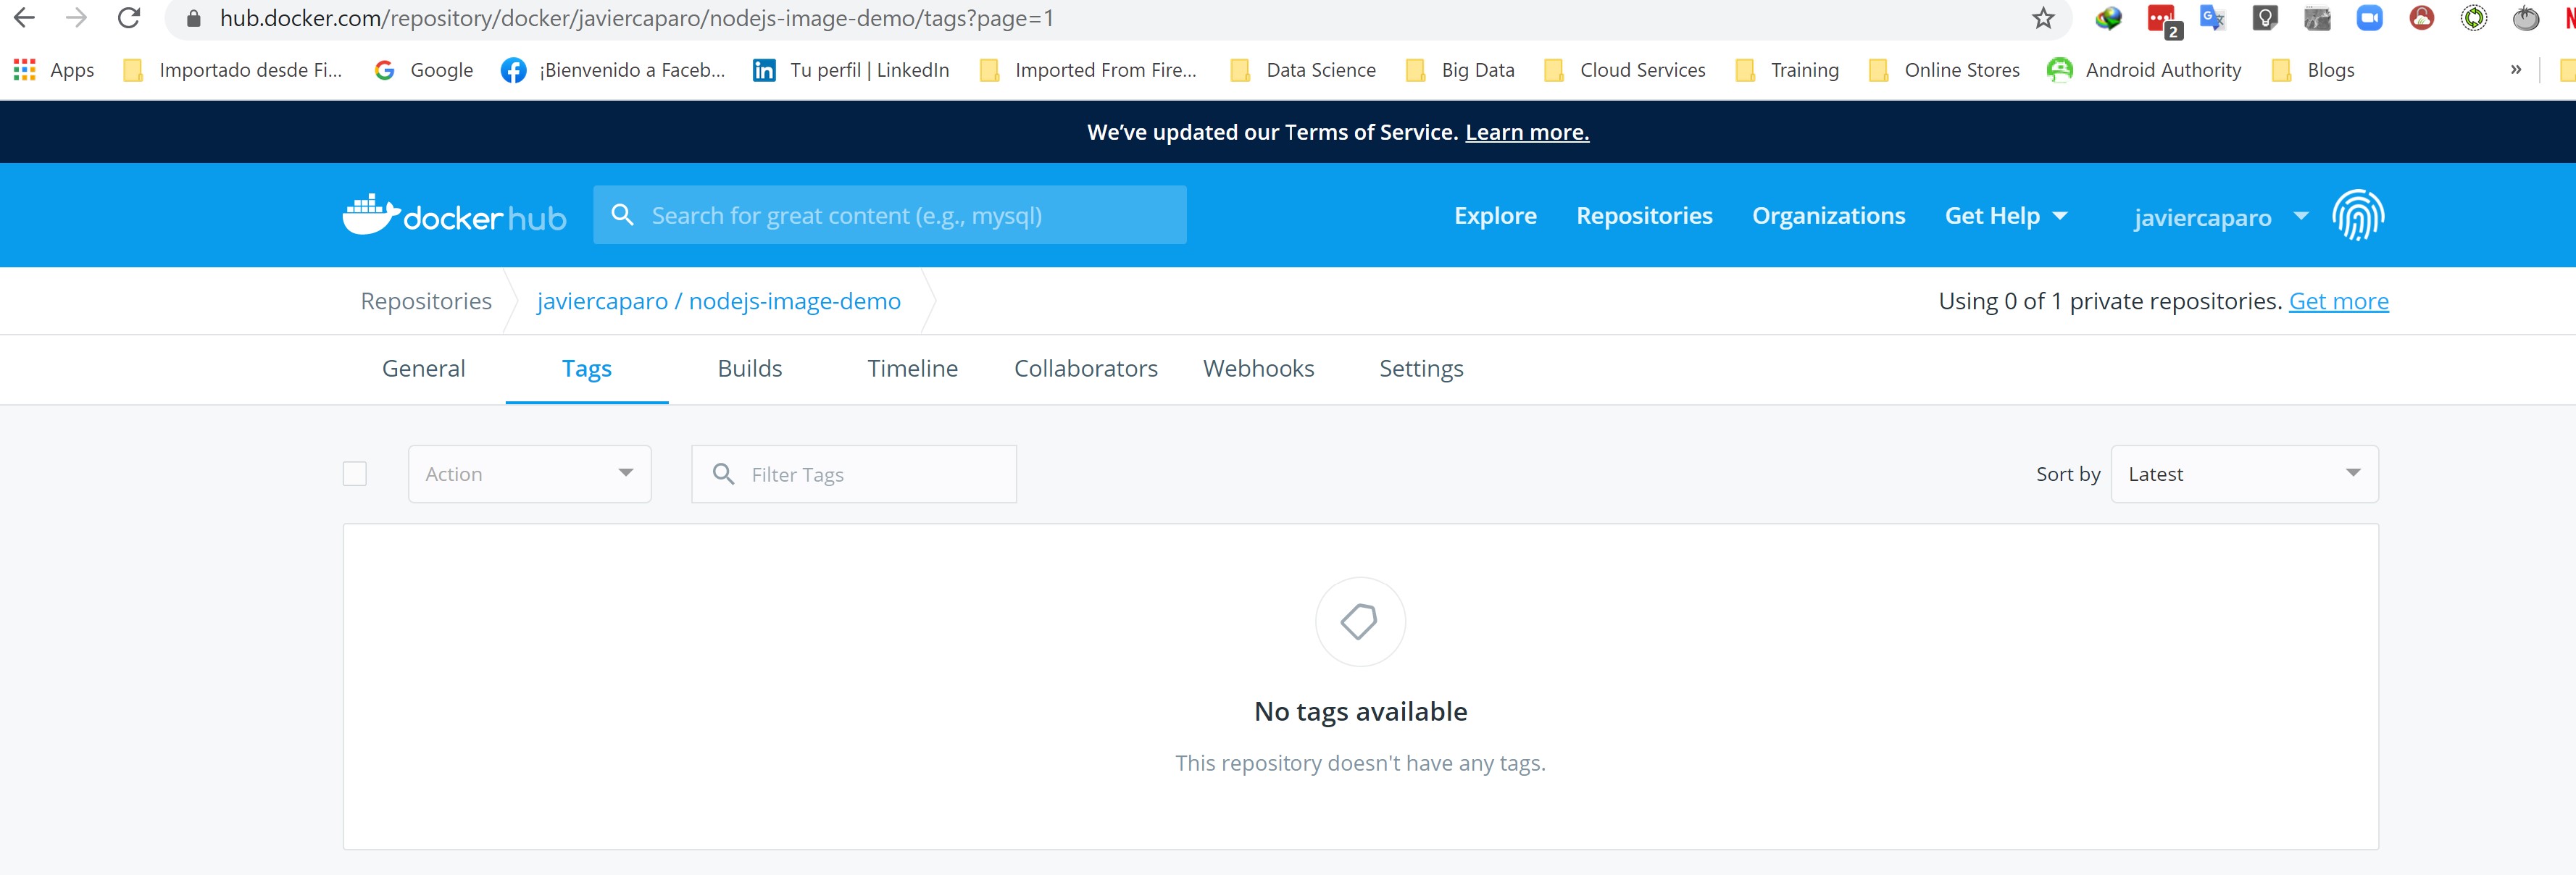 hub.docker.com/repository/docker/javiercaparo/nodejs-image-demo/tags?page=1
2
Apps Importado desde Fi... Google ¡Bienvenido a Faceb... Tu perfil | LinkedIn Imported From Fire... Data Science Big Data Cloud Services Training Online Stores Android Authority Blogs »
We’ve updated our Terms of Service. Learn more.
dockerhub Search for great content (e.g., mysql) Explore Repositories Organizations Get Help javiercaparo
Repositories javiercaparo / nodejs-image-demo Using 0 of 1 private repositories. Get more
General Tags Builds Timeline Collaborators Webhooks Settings
Action Filter Tags Sort by Latest
No tags available
This repository doesn't have any tags.